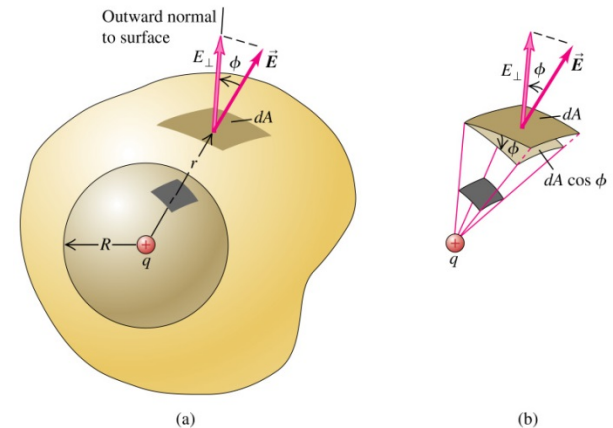 Outward normal
to surface
E⊥
ϕ
E⃗
dA
r
R
q
+
(a)
E⊥
ϕ
E⃗
dA
ϕ
dA cos ϕ
+
q
(b)